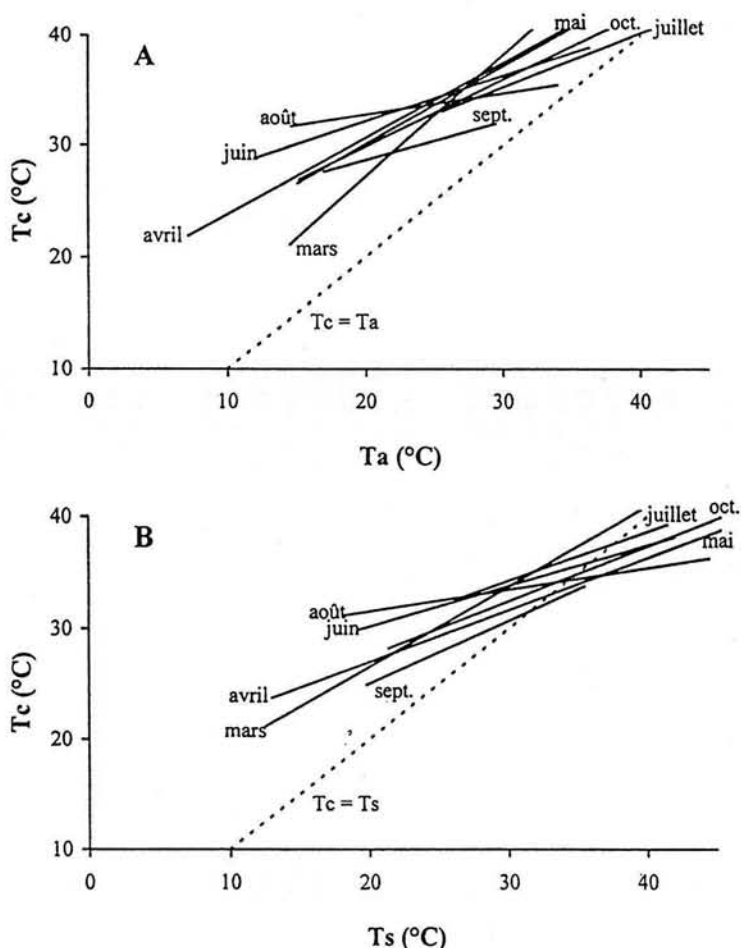 A
mai
oct.
juillet
40
août
sept.
juin
30
avril
mars
20
Tc = Ta
10
0
10
20
30
40
Tc (°C)
Ta (°C)
B
40
juillet
oct.
mai
août
juin
30
avril
sept.
mars
20
Tc = Ts
10
0
10
20
30
40
Tc (°C)
Ts (°C)